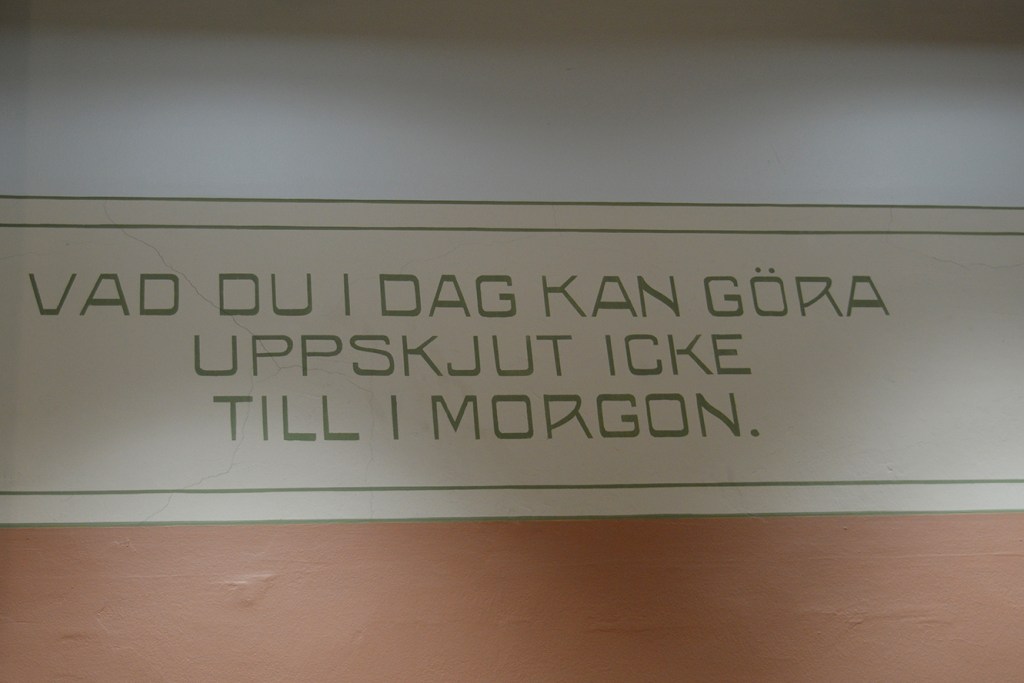 VAD DU I DAG KAN GÖRA
UPPSKJUT ICKE
TILL I MORGON.